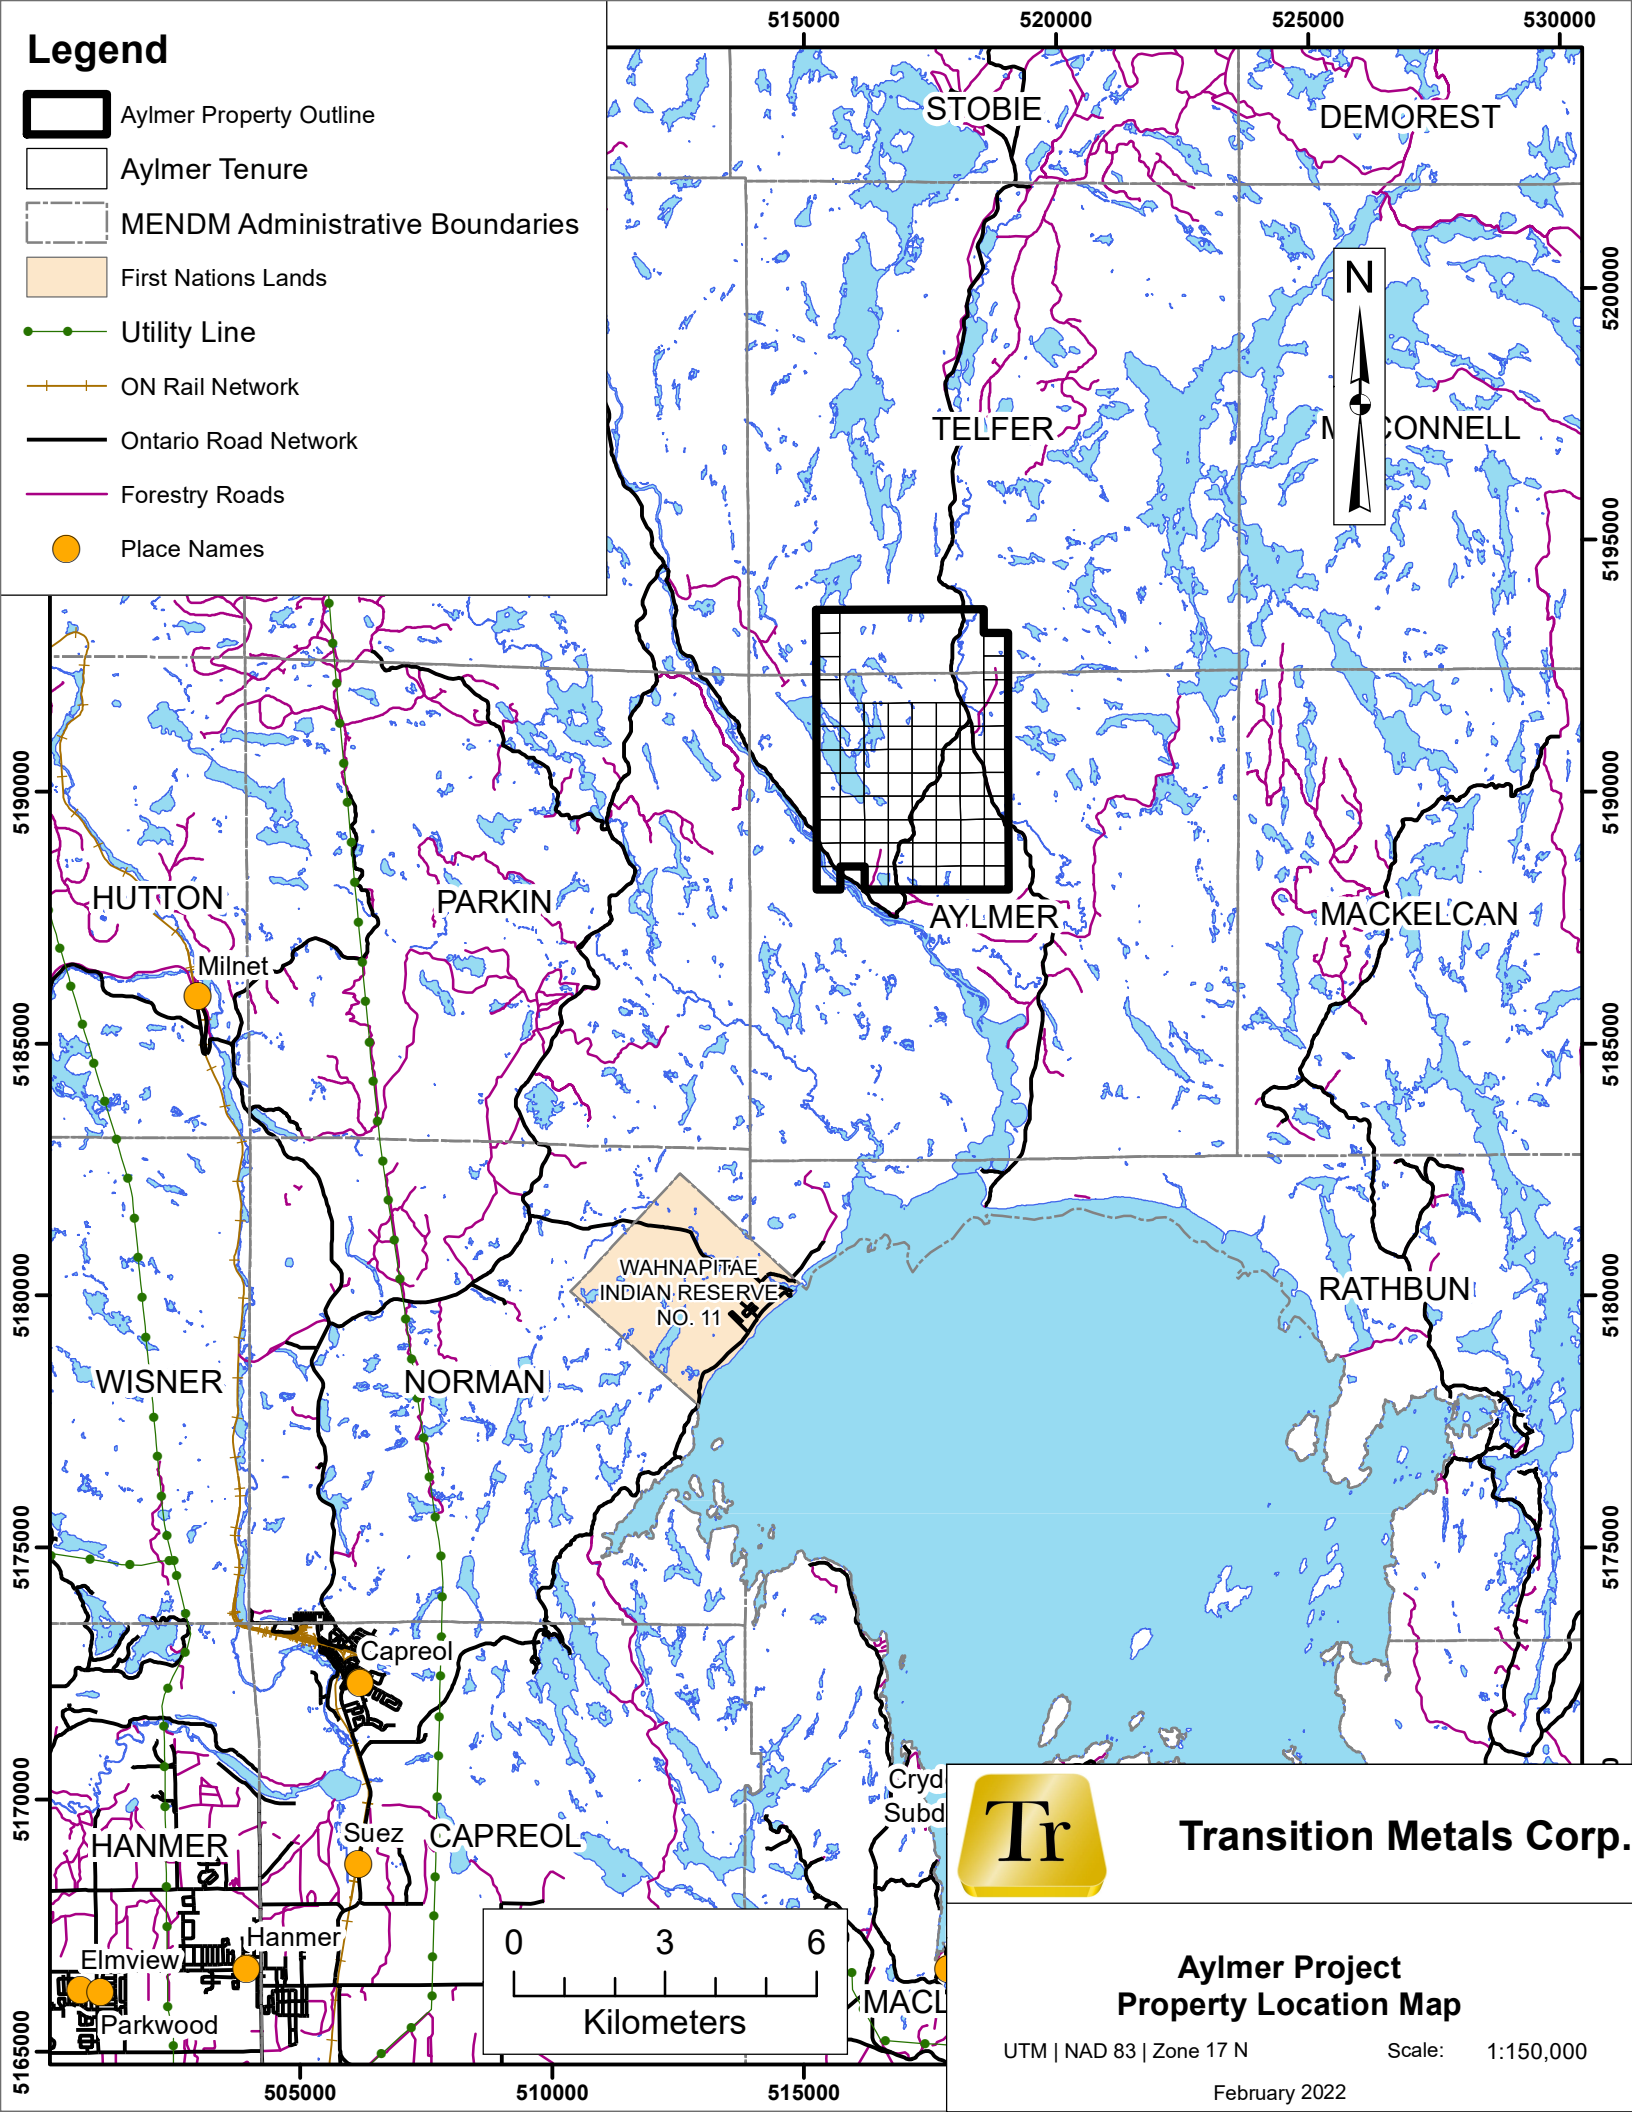 515000 520000 525000 530000
Legend
Aylmer Property Outline
Aylmer Tenure
MENDM Administrative Boundaries
First Nations Lands
Utility Line
ON Rail Network
Ontario Road Network
Forestry Roads
Place Names
STOBIE
DEMOREST
N
TELFER
CONNELL
5200000
5195000
5190000 5190000
HUTTON
PARKIN
AYLMER
MACKELCAN
Milnet
5185000 5185000
WAHNAPITAE
INDIAN RESERVE
NO. 11
5180000 5180000
RATHBUN
WISNER
NORMAN
5175000 5175000
Capreol
5170000
Cryd
Subd
HANMER
Suez
CAPREOL
Hanmer
Elmview
Parkwood
MACL
5165000
505000 510000 515000
0 3 6
Kilometers
Tr
Transition Metals Corp.
Aylmer Project
Property Location Map
UTM | NAD 83 | Zone 17 N
Scale: 1:150,000
February 2022